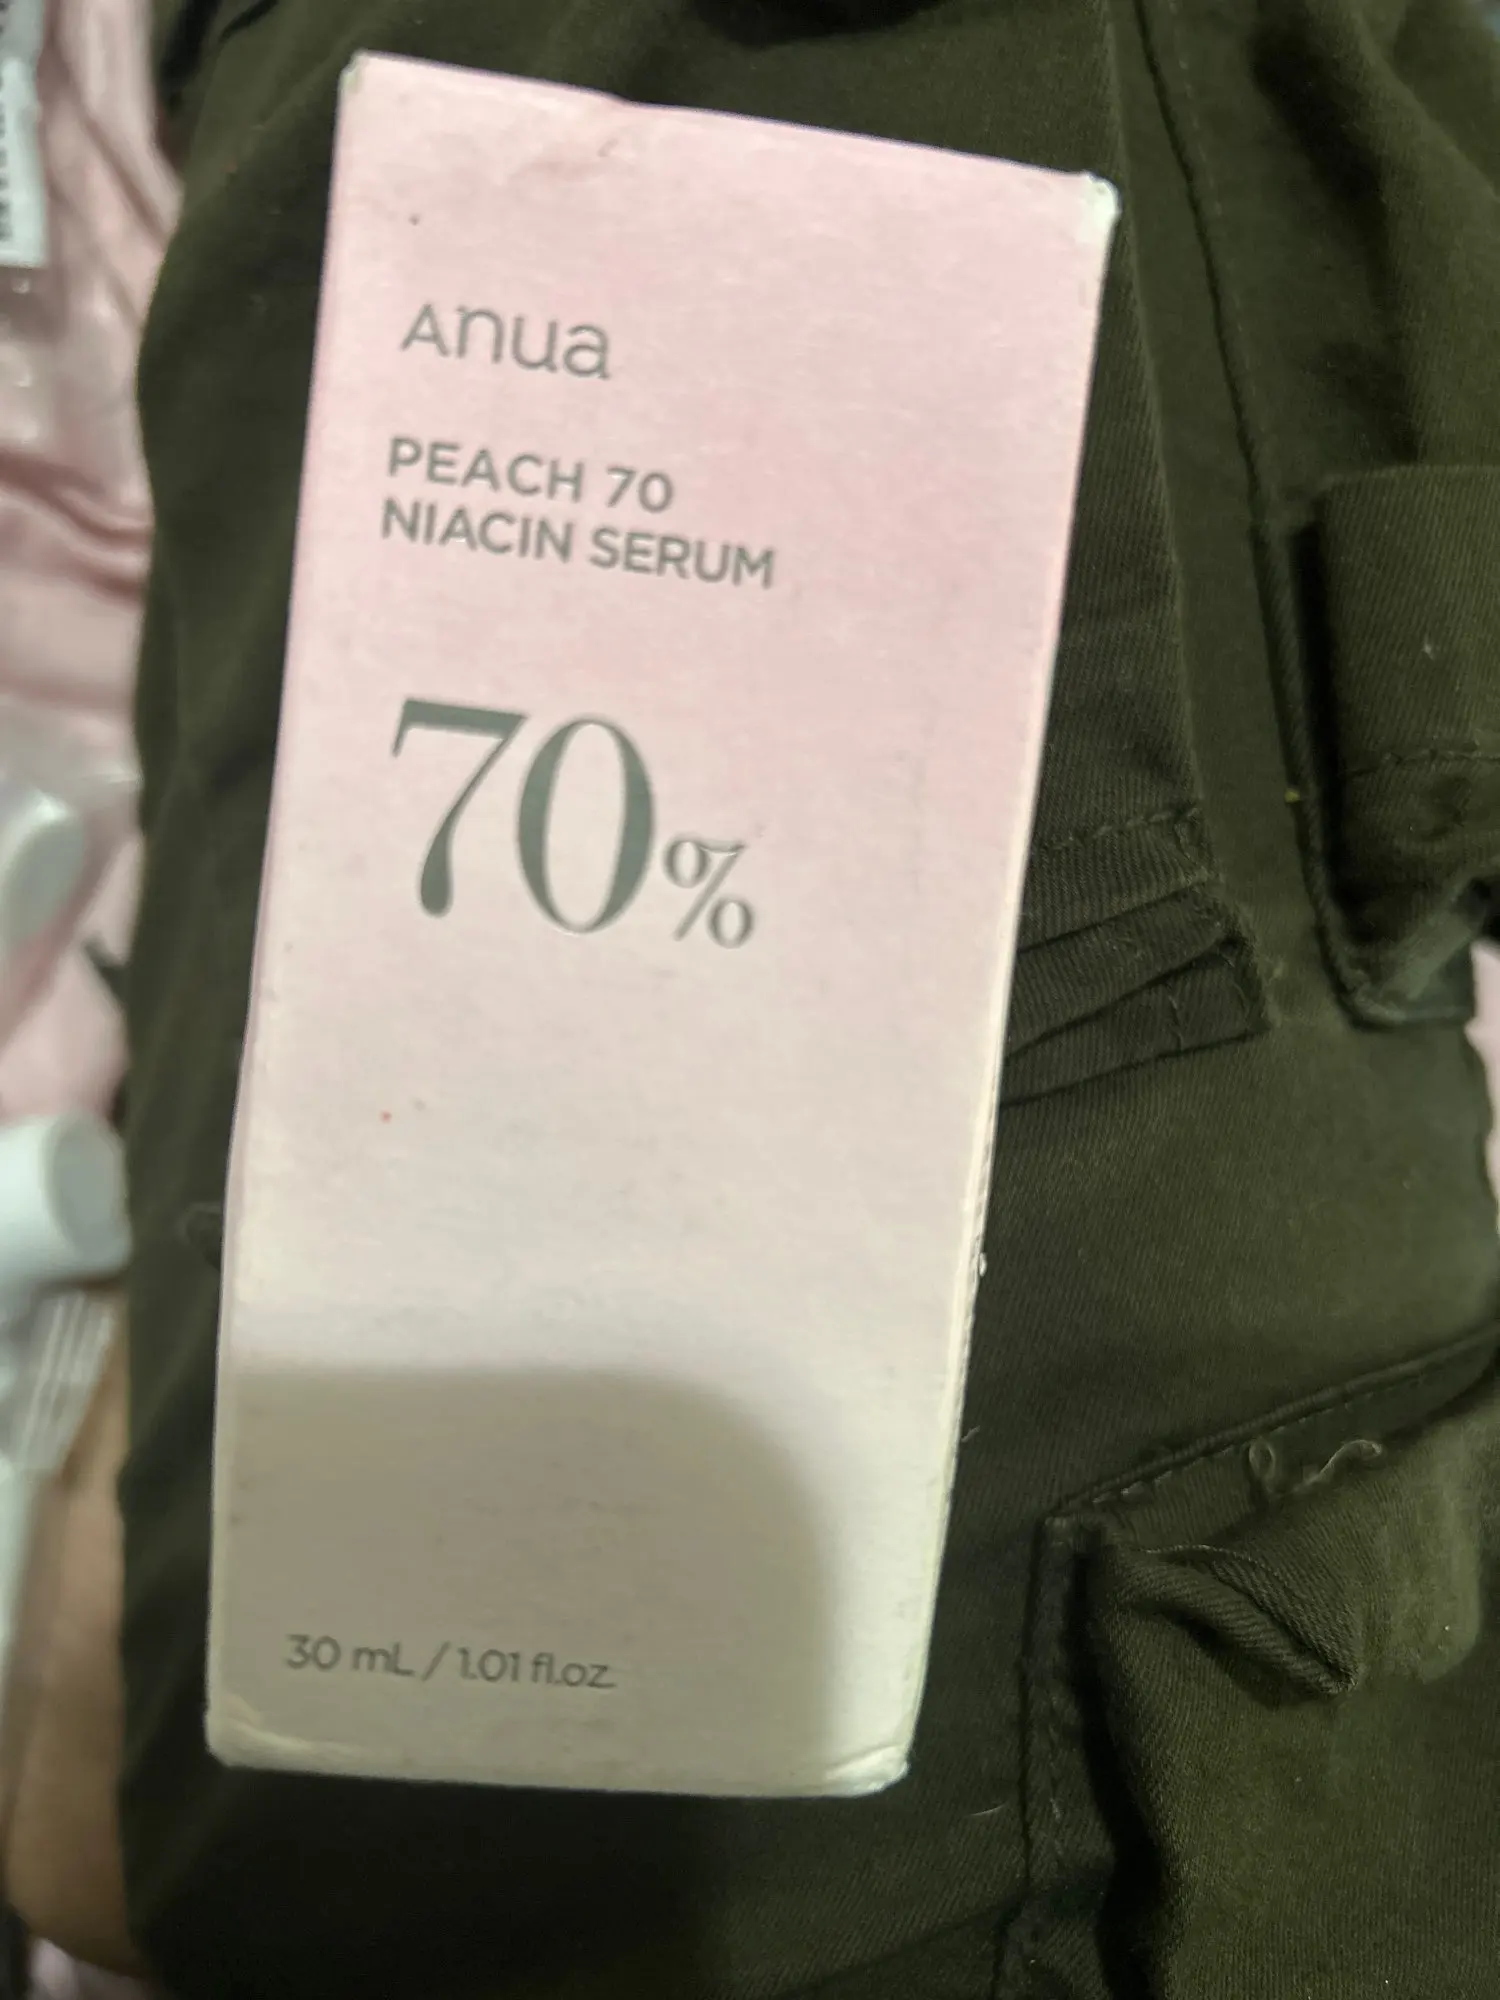 Anua
PEACH 70
NIACIN SERUM
70%
30 mL / 1.01 fl.oz